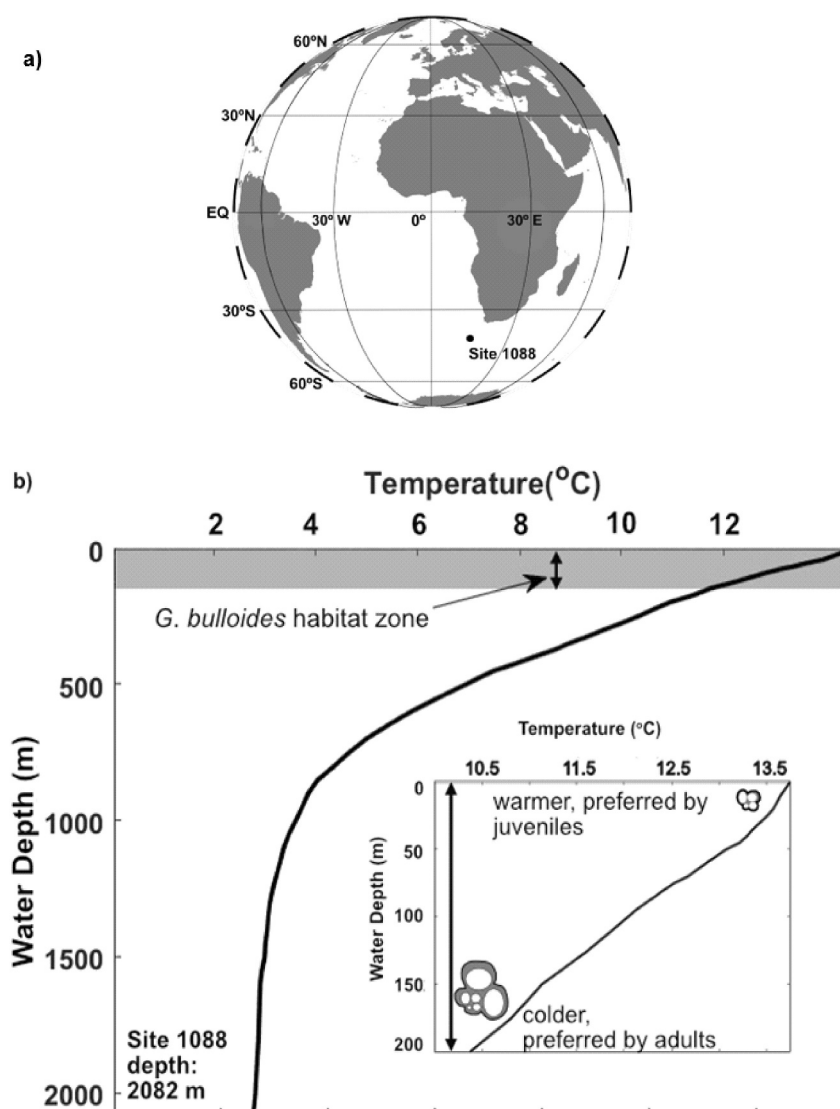 a)
60ºN
30ºN
EQ
30º W
0º
30º E
30ºS
Site 1088
60ºS
b)
Temperature(ºC)
2 4 6 8 10 12
0
G. bulloides habitat zone
500
1000
1500
2000
Water Depth (m)
Site 1088
depth:
2082 m
Temperature (ºC)
10.5 11.5 12.5 13.5
0
50
100
150
200
Water Depth (m)
warmer, preferred by
juveniles
colder,
preferred by adults